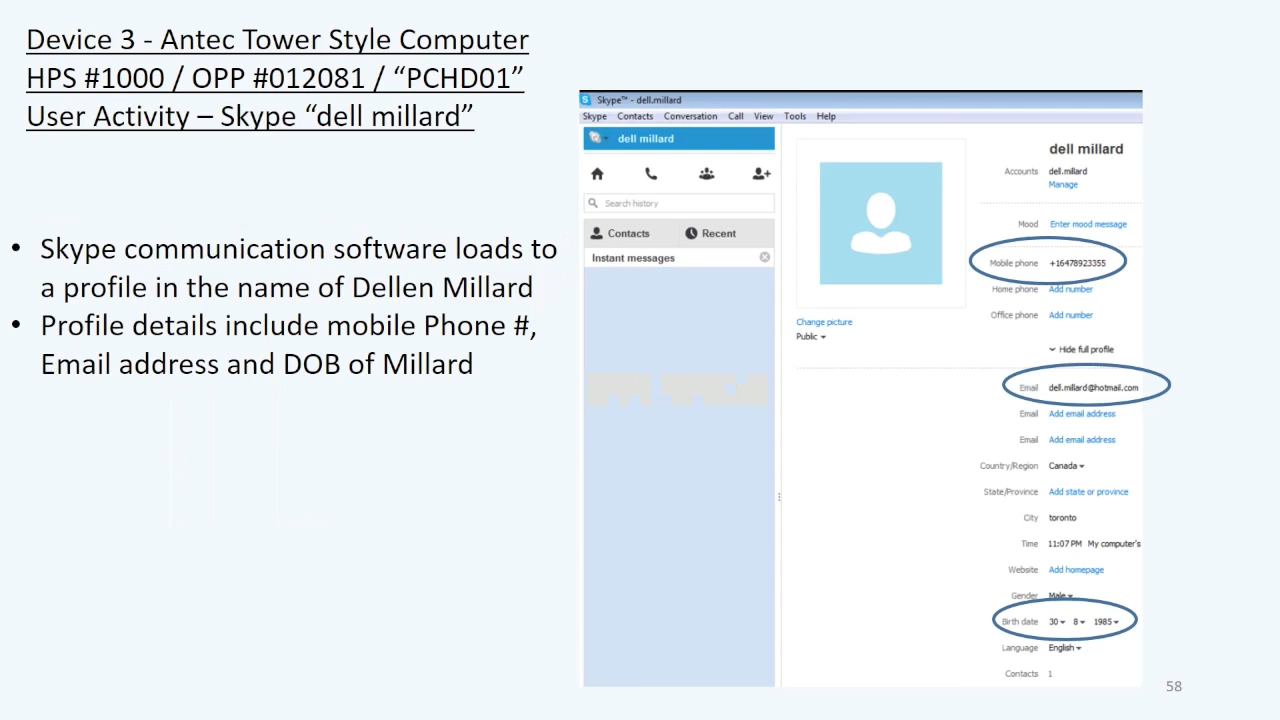 Device 3 - Antec Tower Style Computer
HPS #1000 / OPP #012081 / “PCHD01”
User Activity – Skype “dell millard”
• Skype communication software loads to
a profile in the name of Dellen Millard
• Profile details include mobile Phone #,
Email address and DOB of Millard
Skype™ - dell.millard
Skype Contacts Conversation Call View Tools Help
dell millard
Search history
Contacts Recent
Instant messages
Change picture
Public
dell millard
Accounts dell.millard
Manage
Mood Enter mood message
Mobile phone +16478923355
Home phone Add number
Office phone Add number
Hide full profile
Email dell.millard@hotmail.com
Email Add email address
Email Add email address
Country/Region Canada
State/Province Add state or province
City toronto
Time 11:07 PM My computer's
Website Add homepage
Gender Male
Birth date 30 8 1985
Language English
Contacts 1
58